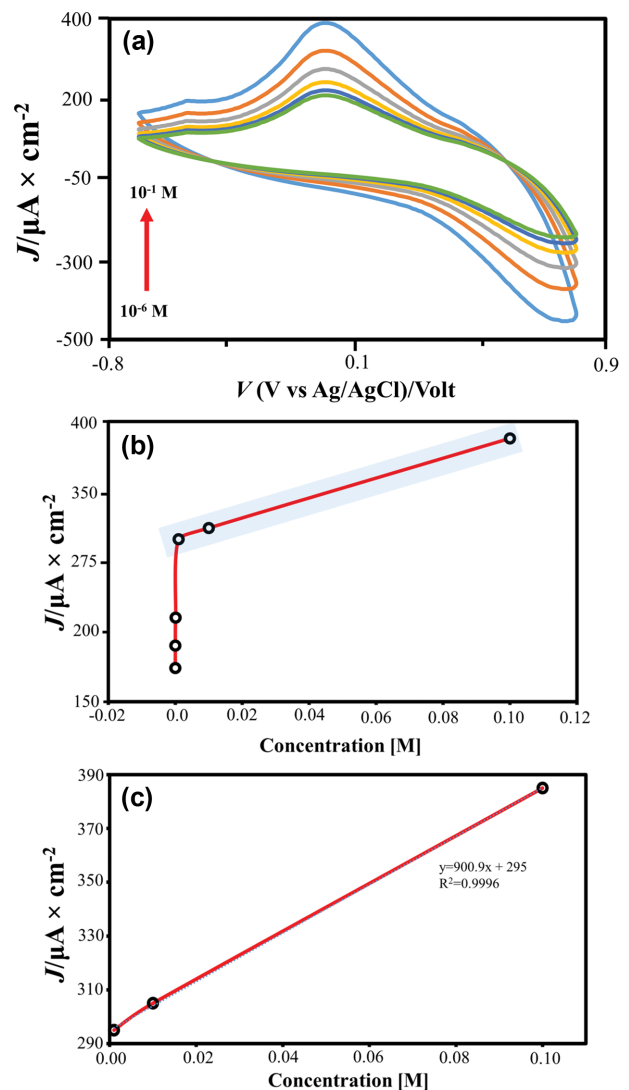 (a)
400
200
-50
-300
-500
J/µA × cm-2
10-1 M
10-6 M
-0.8
0.1
0.9
V (V vs Ag/AgCl)/Volt
(b)
400
350
275
200
150
J/µA × cm-2
-0.02
0.0
0.02
0.04
0.06
0.08
0.10
0.12
Concentration [M]
(c)
390
370
350
330
310
290
J/µA × cm-2
y=900.9x + 295
R2=0.9996
0.00
0.02
0.04
0.06
0.08
0.10
Concentration [M]